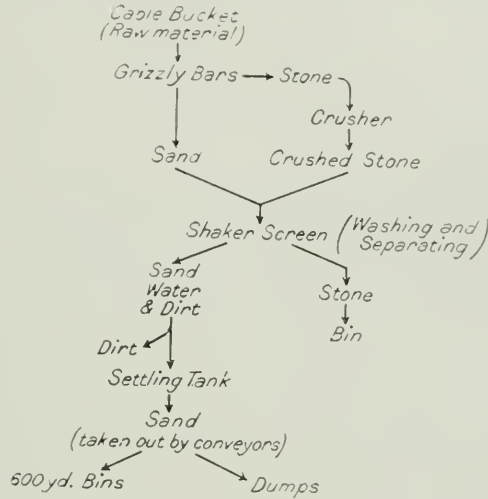 Cable Bucket
(Raw material)
Grizzly Bars
Stone
Crusher
Sand
Crushed Stone
Shaker Screen
(Washing and
Separating)
Sand
Water
& Dirt
Stone
Dirt
Bin
Settling Tank
Sand
(taken out by conveyors)
600 yd. Bins
Dumps